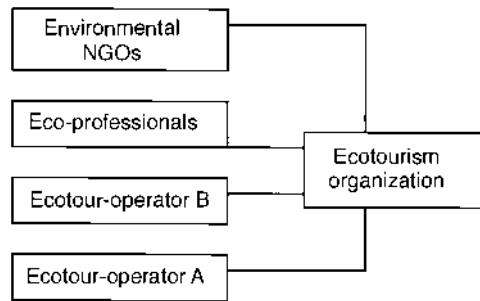 Environmental
NGOs
Eco-professionals
Ecotourism
organization
Ecotour-operator B
Ecotour-operator A